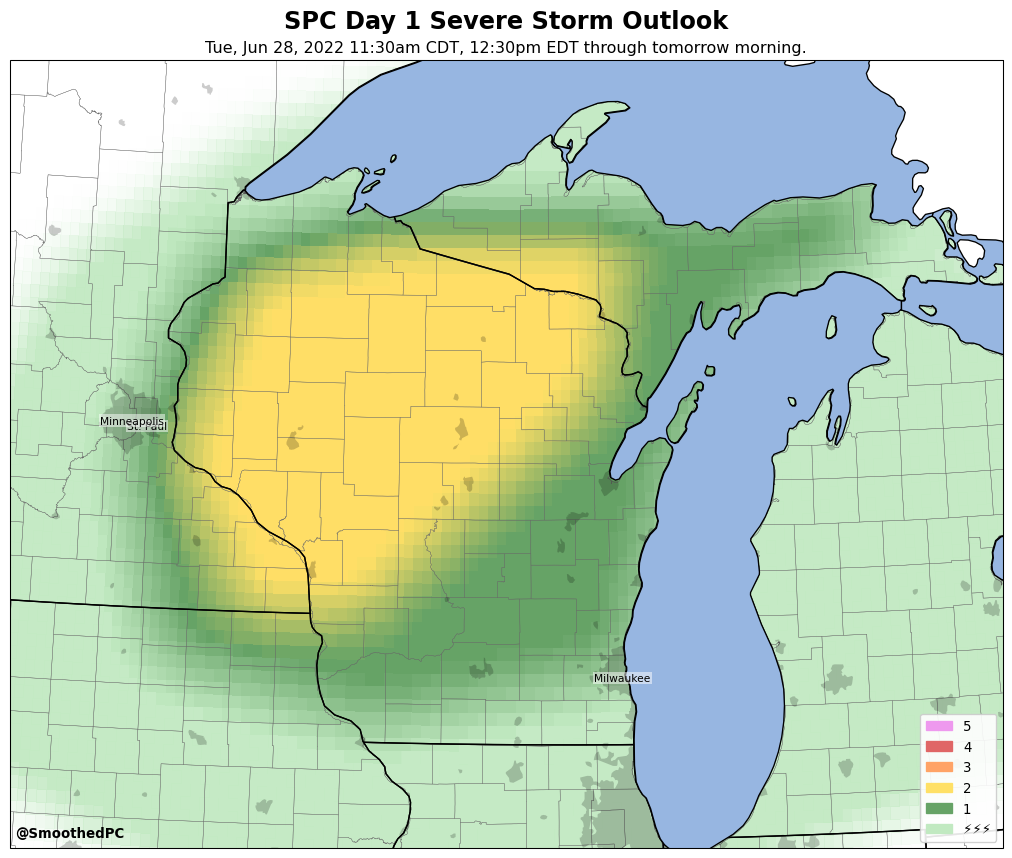 SPC Day 1 Severe Storm Outlook
Tue, Jun 28, 2022 11:30am CDT, 12:30pm EDT through tomorrow morning.
Minneapolis
St. Paul
Milwaukee
5
4
3
2
1
⚡⚡⚡
@SmoothedPC